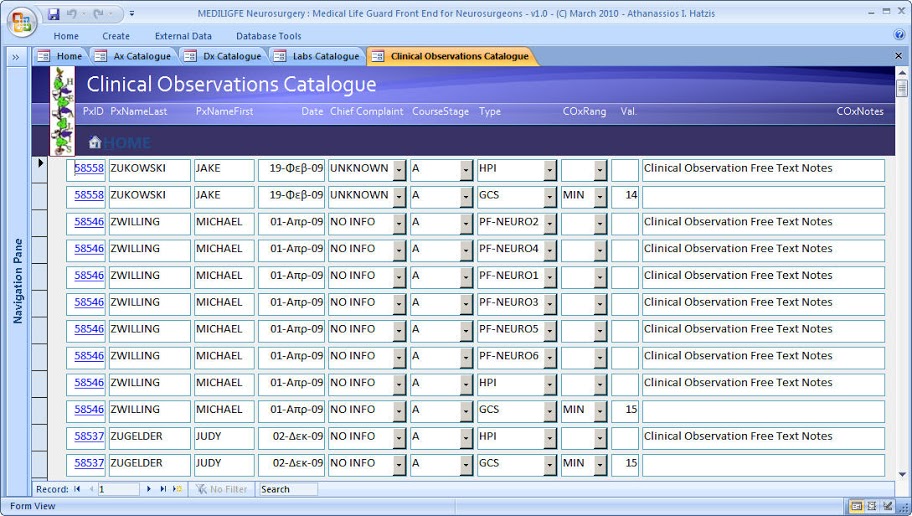 MEDILIGFE Neurosurgery : Medical Life Guard Front End for Neurosurgeons - v1.0 - (C) March 2010 - Athanassios I. Hatzis
Home Create External Data Database Tools
Home Ax Catalogue Dx Catalogue Labs Catalogue Clinical Observations Catalogue
Clinical Observations Catalogue
PxID PxNameLast PxNameFirst Date Chief Complaint CourseStage Type COxRang Val. COxNotes
HOME
58558 ZUKOWSKI JAKE 19-Φεβ-09 UNKNOWN A HPI Clinical Observation Free Text Notes
58558 ZUKOWSKI JAKE 19-Φεβ-09 UNKNOWN A GCS MIN 14
58546 ZWILLING MICHAEL 01-Απρ-09 NO INFO A PF-NEURO2 Clinical Observation Free Text Notes
58546 ZWILLING MICHAEL 01-Απρ-09 NO INFO A PF-NEURO4 Clinical Observation Free Text Notes
58546 ZWILLING MICHAEL 01-Απρ-09 NO INFO A PF-NEURO1 Clinical Observation Free Text Notes
58546 ZWILLING MICHAEL 01-Απρ-09 NO INFO A PF-NEURO3 Clinical Observation Free Text Notes
58546 ZWILLING MICHAEL 01-Απρ-09 NO INFO A PF-NEURO5 Clinical Observation Free Text Notes
58546 ZWILLING MICHAEL 01-Απρ-09 NO INFO A PF-NEURO6 Clinical Observation Free Text Notes
58546 ZWILLING MICHAEL 01-Απρ-09 NO INFO A HPI Clinical Observation Free Text Notes
58546 ZWILLING MICHAEL 01-Απρ-09 NO INFO A GCS MIN 15
58537 ZUGELDER JUDY 02-Δεκ-09 NO INFO A HPI Clinical Observation Free Text Notes
58537 ZUGELDER JUDY 02-Δεκ-09 NO INFO A GCS MIN 15
Navigation Pane
Record: 1 No Filter Search
Form View